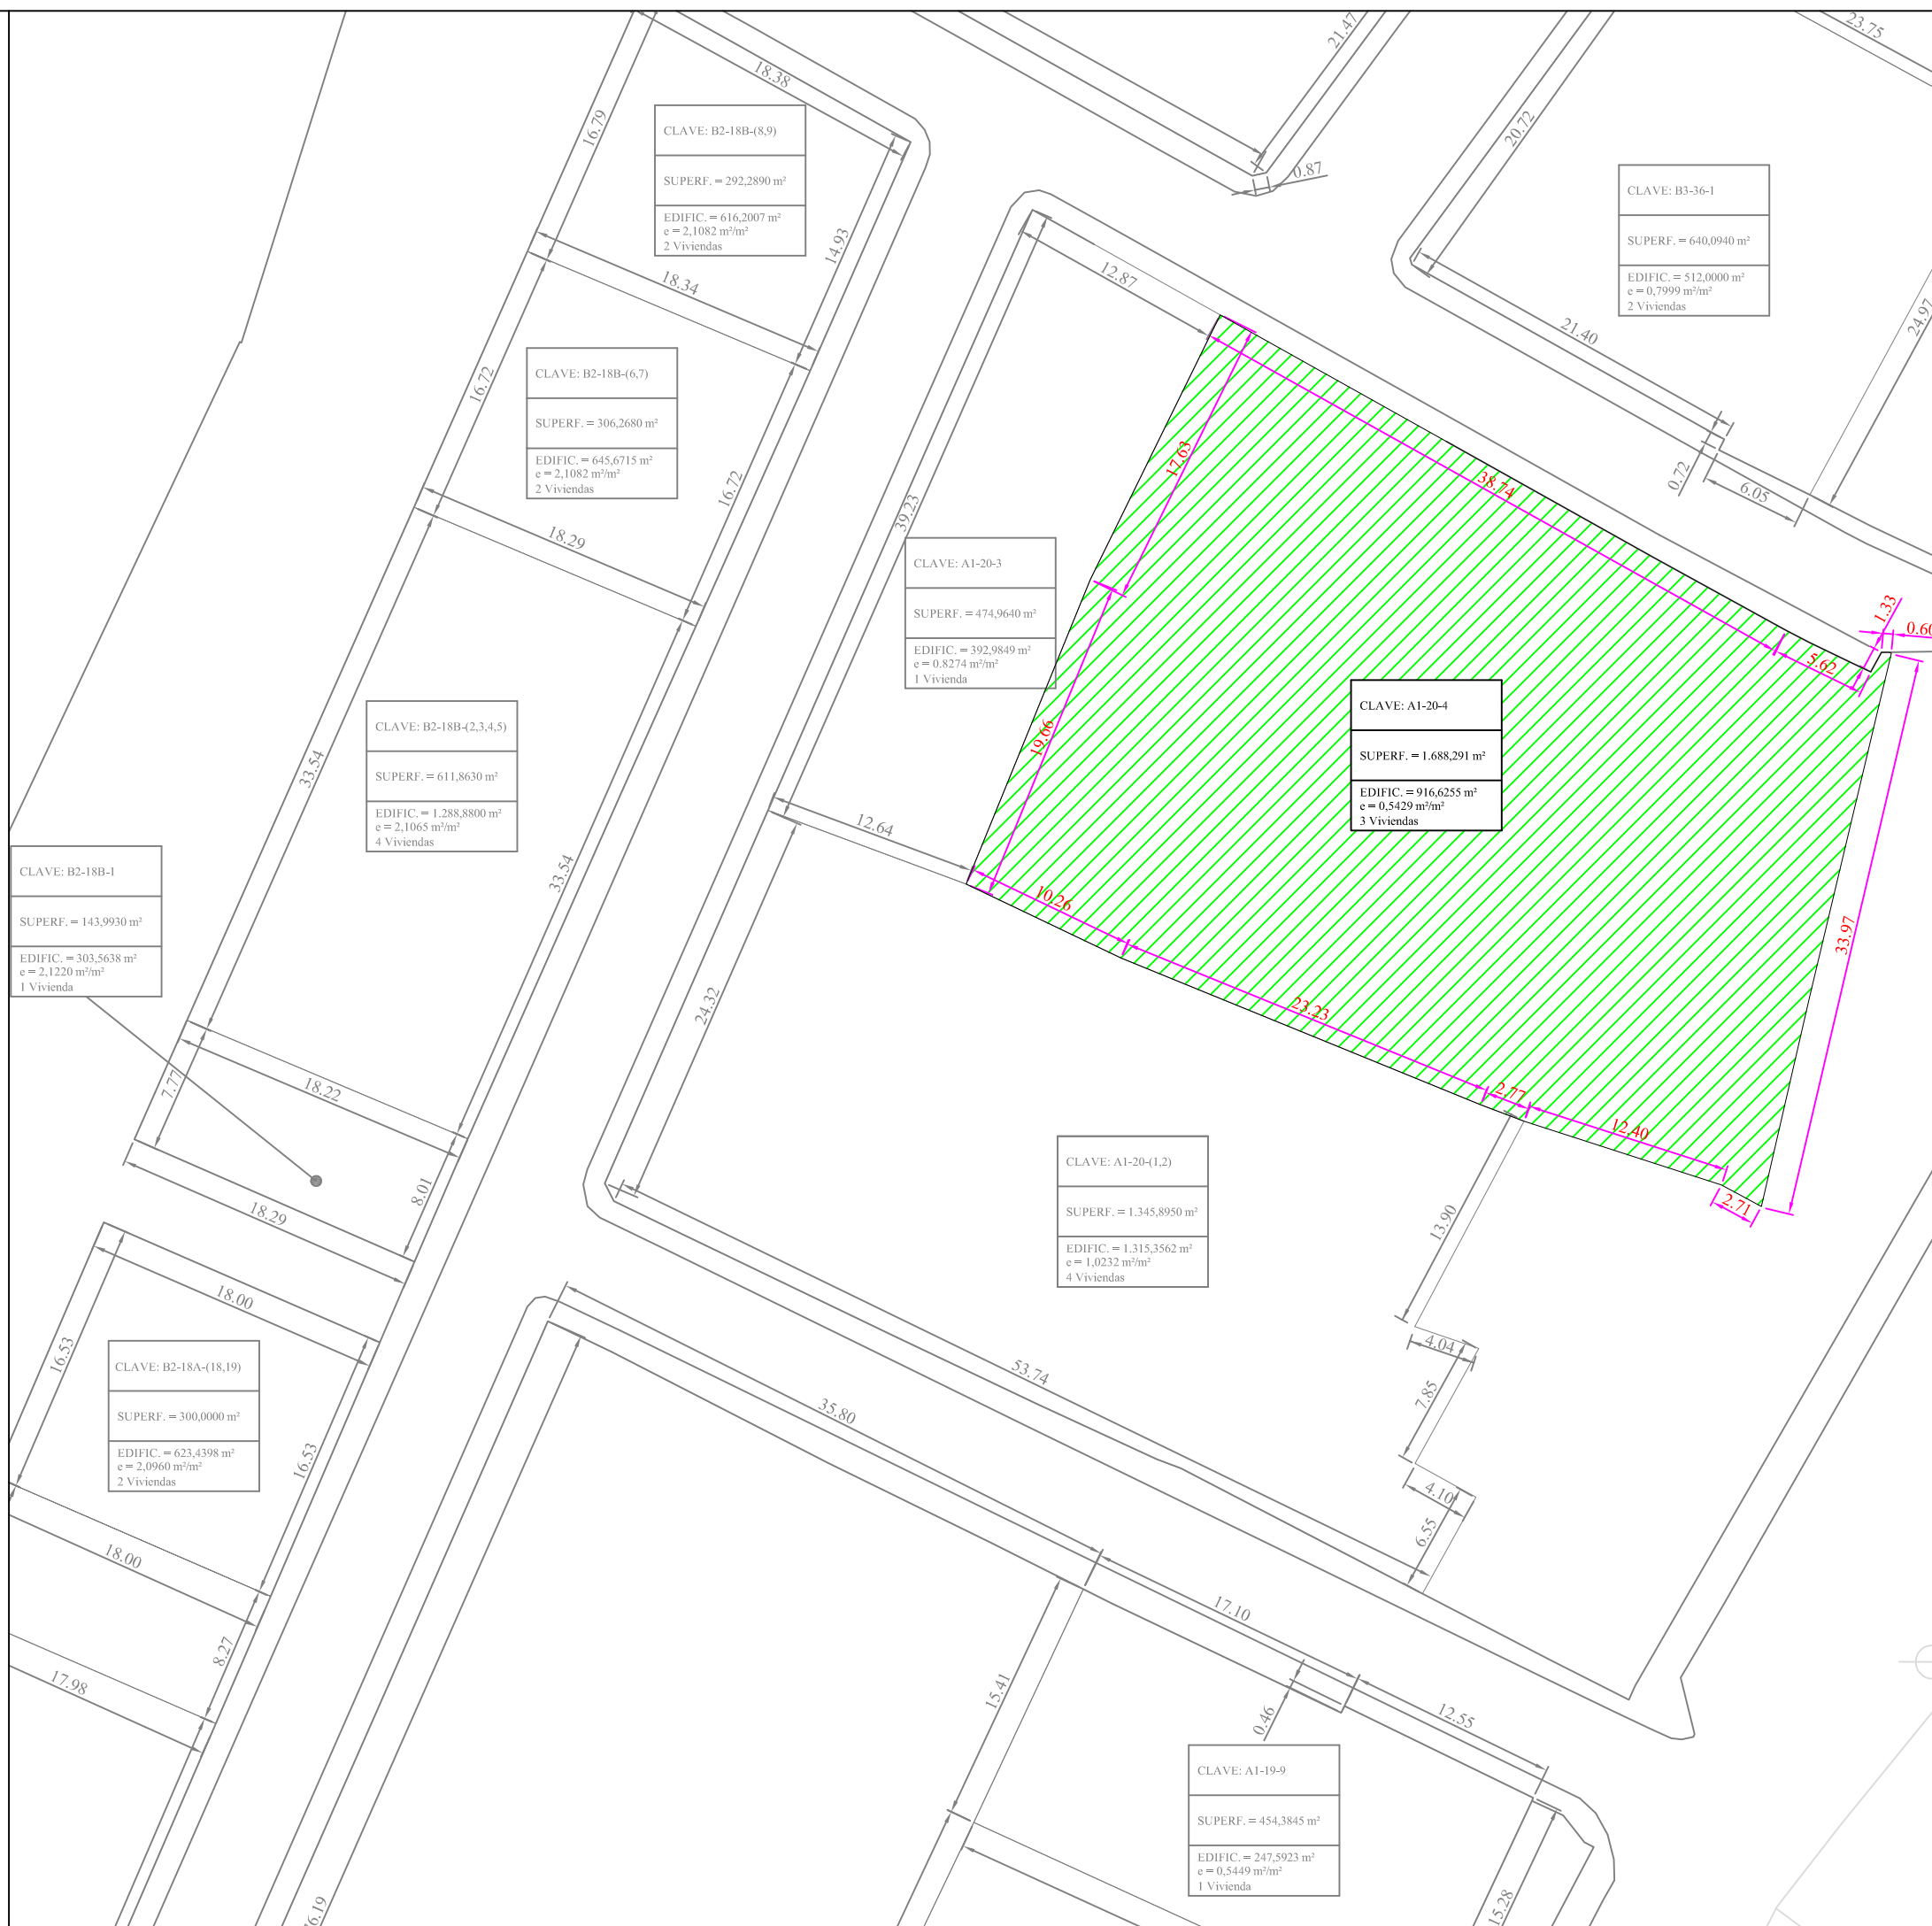 21.47
23.75
18.38
16.79
CLAVE: B2-18B-(8,9)
SUPERF. = 292,2890 m²
EDIFIC. = 616,2007 m²
e = 2,1082 m²/m²
2 Viviendas
20.72
0.87
CLAVE: B3-36-1
SUPERF. = 640,0940 m²
EDIFIC. = 512,0000 m²
e = 0,7999 m²/m²
2 Viviendas
14.93
18.34
12.87
21.40
24.97
16.72
CLAVE: B2-18B-(6,7)
SUPERF. = 306,2680 m²
EDIFIC. = 645,6715 m²
e = 2,1082 m²/m²
2 Viviendas
17.63
38.74
0.72
6.05
16.72
39.23
18.29
CLAVE: A1-20-3
SUPERF. = 474,9640 m²
EDIFIC. = 392,9849 m²
e = 0.8274 m²/m²
1 Vivienda
1.33
0.60
5.62
CLAVE: A1-20-4
SUPERF. = 1.688,291 m²
EDIFIC. = 916,6255 m²
e = 0,5429 m²/m²
3 Viviendas
19.66
CLAVE: B2-18B-(2,3,4,5)
SUPERF. = 611,8630 m²
EDIFIC. = 1.288,8800 m²
e = 2,1065 m²/m²
4 Viviendas
33.54
12.64
33.54
CLAVE: B2-18B-1
SUPERF. = 143,9930 m²
EDIFIC. = 303,5638 m²
e = 2,1220 m²/m²
1 Vivienda
10.26
33.97
24.32
23.23
7.77
18.22
2.77
12.40
CLAVE: A1-20-(1,2)
SUPERF. = 1.345,8950 m²
EDIFIC. = 1.315,3562 m²
e = 1,0232 m²/m²
4 Viviendas
8.01
18.29
2.71
13.90
18.00
16.53
4.04
CLAVE: B2-18A-(18,19)
SUPERF. = 300,0000 m²
EDIFIC. = 623,4398 m²
e = 2,0960 m²/m²
2 Viviendas
53.74
7.85
35.80
16.53
4.10
6.55
18.00
17.10
8.27
17.98
15.41
0.46
12.55
CLAVE: A1-19-9
SUPERF. = 454,3845 m²
EDIFIC. = 247,5923 m²
e = 0,5449 m²/m²
1 Vivienda
6.19
15.28